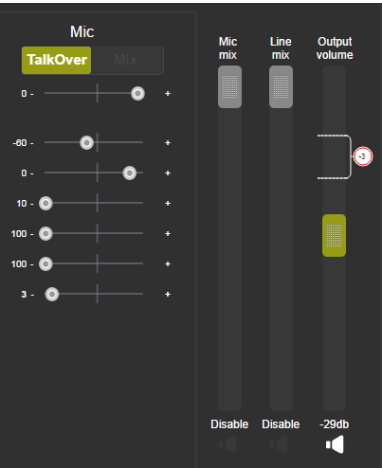 Mic
TalkOver Mix
0 - +
-60 - +
0 - +
10 - +
100 - +
100 - +
3 - +
Mic mix
Line mix
Output volume
-3
Disable Disable -29db